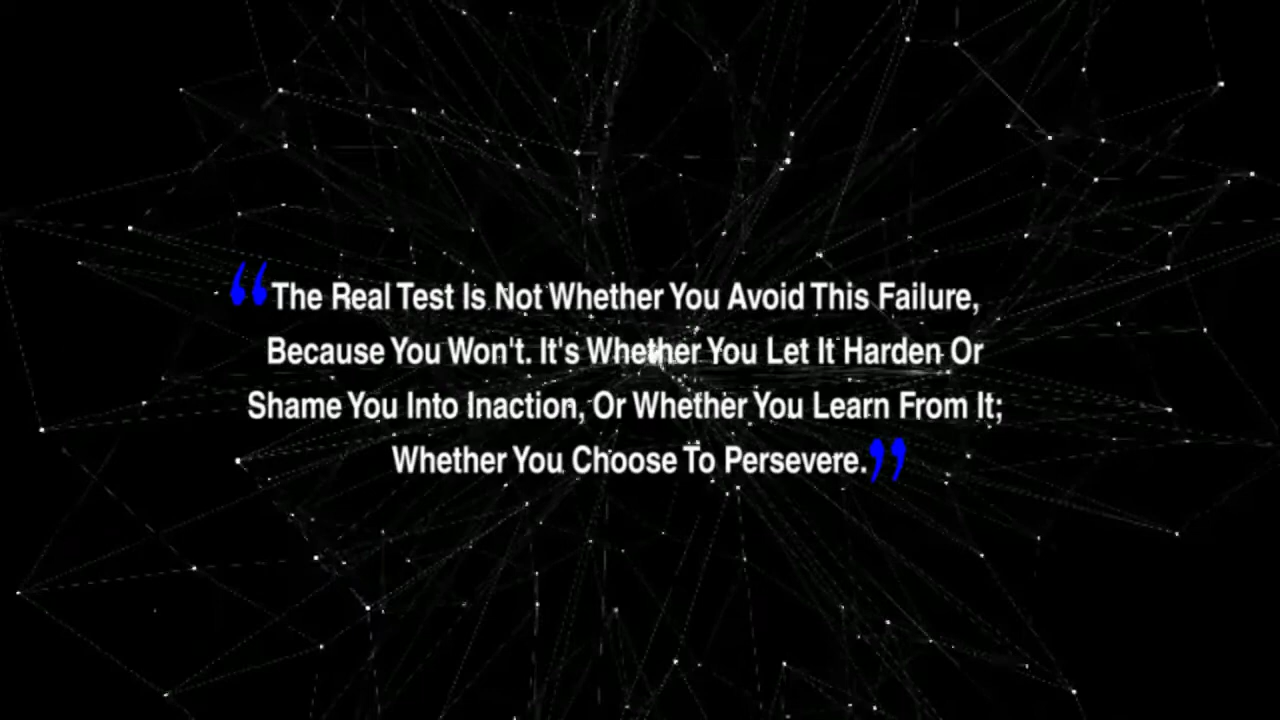 “The Real Test Is Not Whether You Avoid This Failure,
Because You Won't. It's Whether You Let It Harden Or
Shame You Into Inaction, Or Whether You Learn From It;
Whether You Choose To Persevere.”